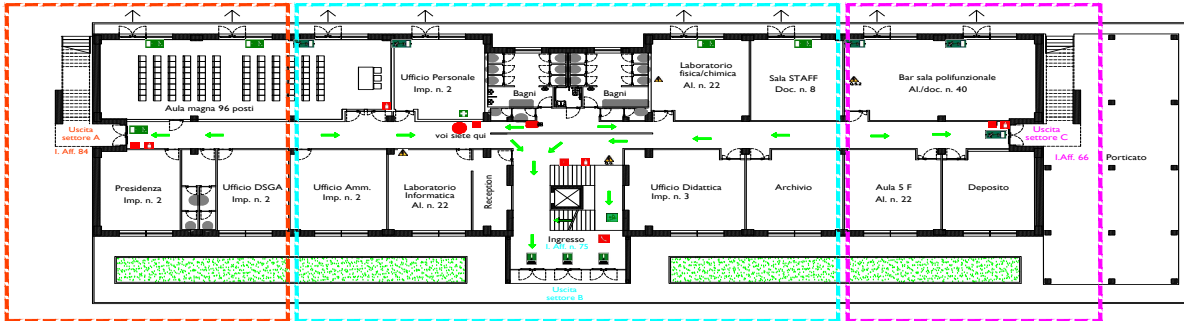 Aula magna 96 posti
Ufficio Personale
Imp. n. 2
Bagni
Bagni
Laboratorio
fisica/chimica
Al. n. 22
Sala STAFF
Doc. n. 8
Bar sala polifunzionale
Al./doc. n. 40
Uscita
settore A
I. Aff. 84
voi siete qui
Uscita
settore C
I.Aff. 66
Porticato
Presidenza
Imp. n. 2
Ufficio DSGA
Imp. n. 2
Ufficio Amm.
Imp. n. 2
Laboratorio
Informatica
Al. n. 22
Reception
Ufficio Didattica
Imp. n. 3
Archivio
Aula 5 F
Al. n. 22
Deposito
Ingresso
I. Aff. n. 75
Uscita
settore B